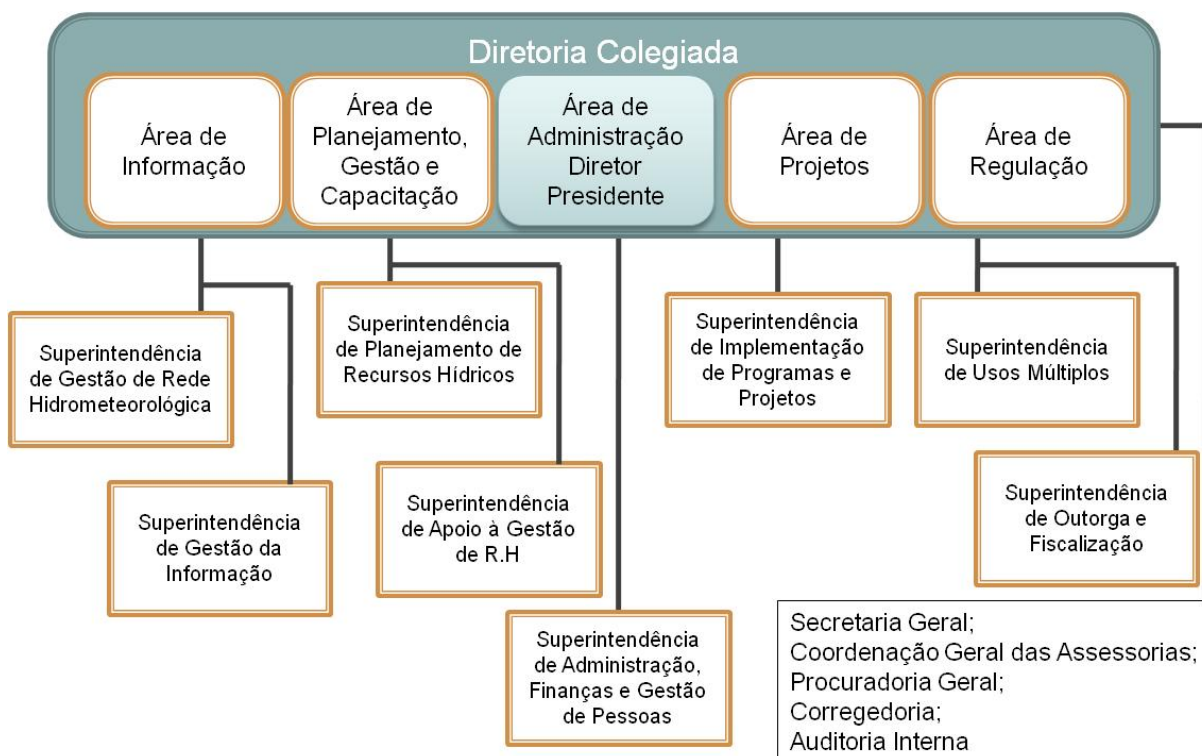 Diretoria Colegiada
Área de
Informação
Área de
Planejamento,
Gestão e
Capacitação
Área de
Administração
Diretor
Presidente
Área de
Projetos
Área de
Regulação
Superintendência
de Gestão de Rede
Hidrometeorológica
Superintendência
de Planejamento de
Recursos Hídricos
Superintendência
de Implementação
de Programas e
Projetos
Superintendência
de Usos Múltiplos
Superintendência
de Gestão da
Informação
Superintendência
de Apoio à Gestão
de R.H
Superintendência
de Outorga e
Fiscalização
Superintendência
de Administração,
Finanças e Gestão
de Pessoas
Secretaria Geral;
Coordenação Geral das Assessorias;
Procuradoria Geral;
Corregedoria;
Auditoria Interna